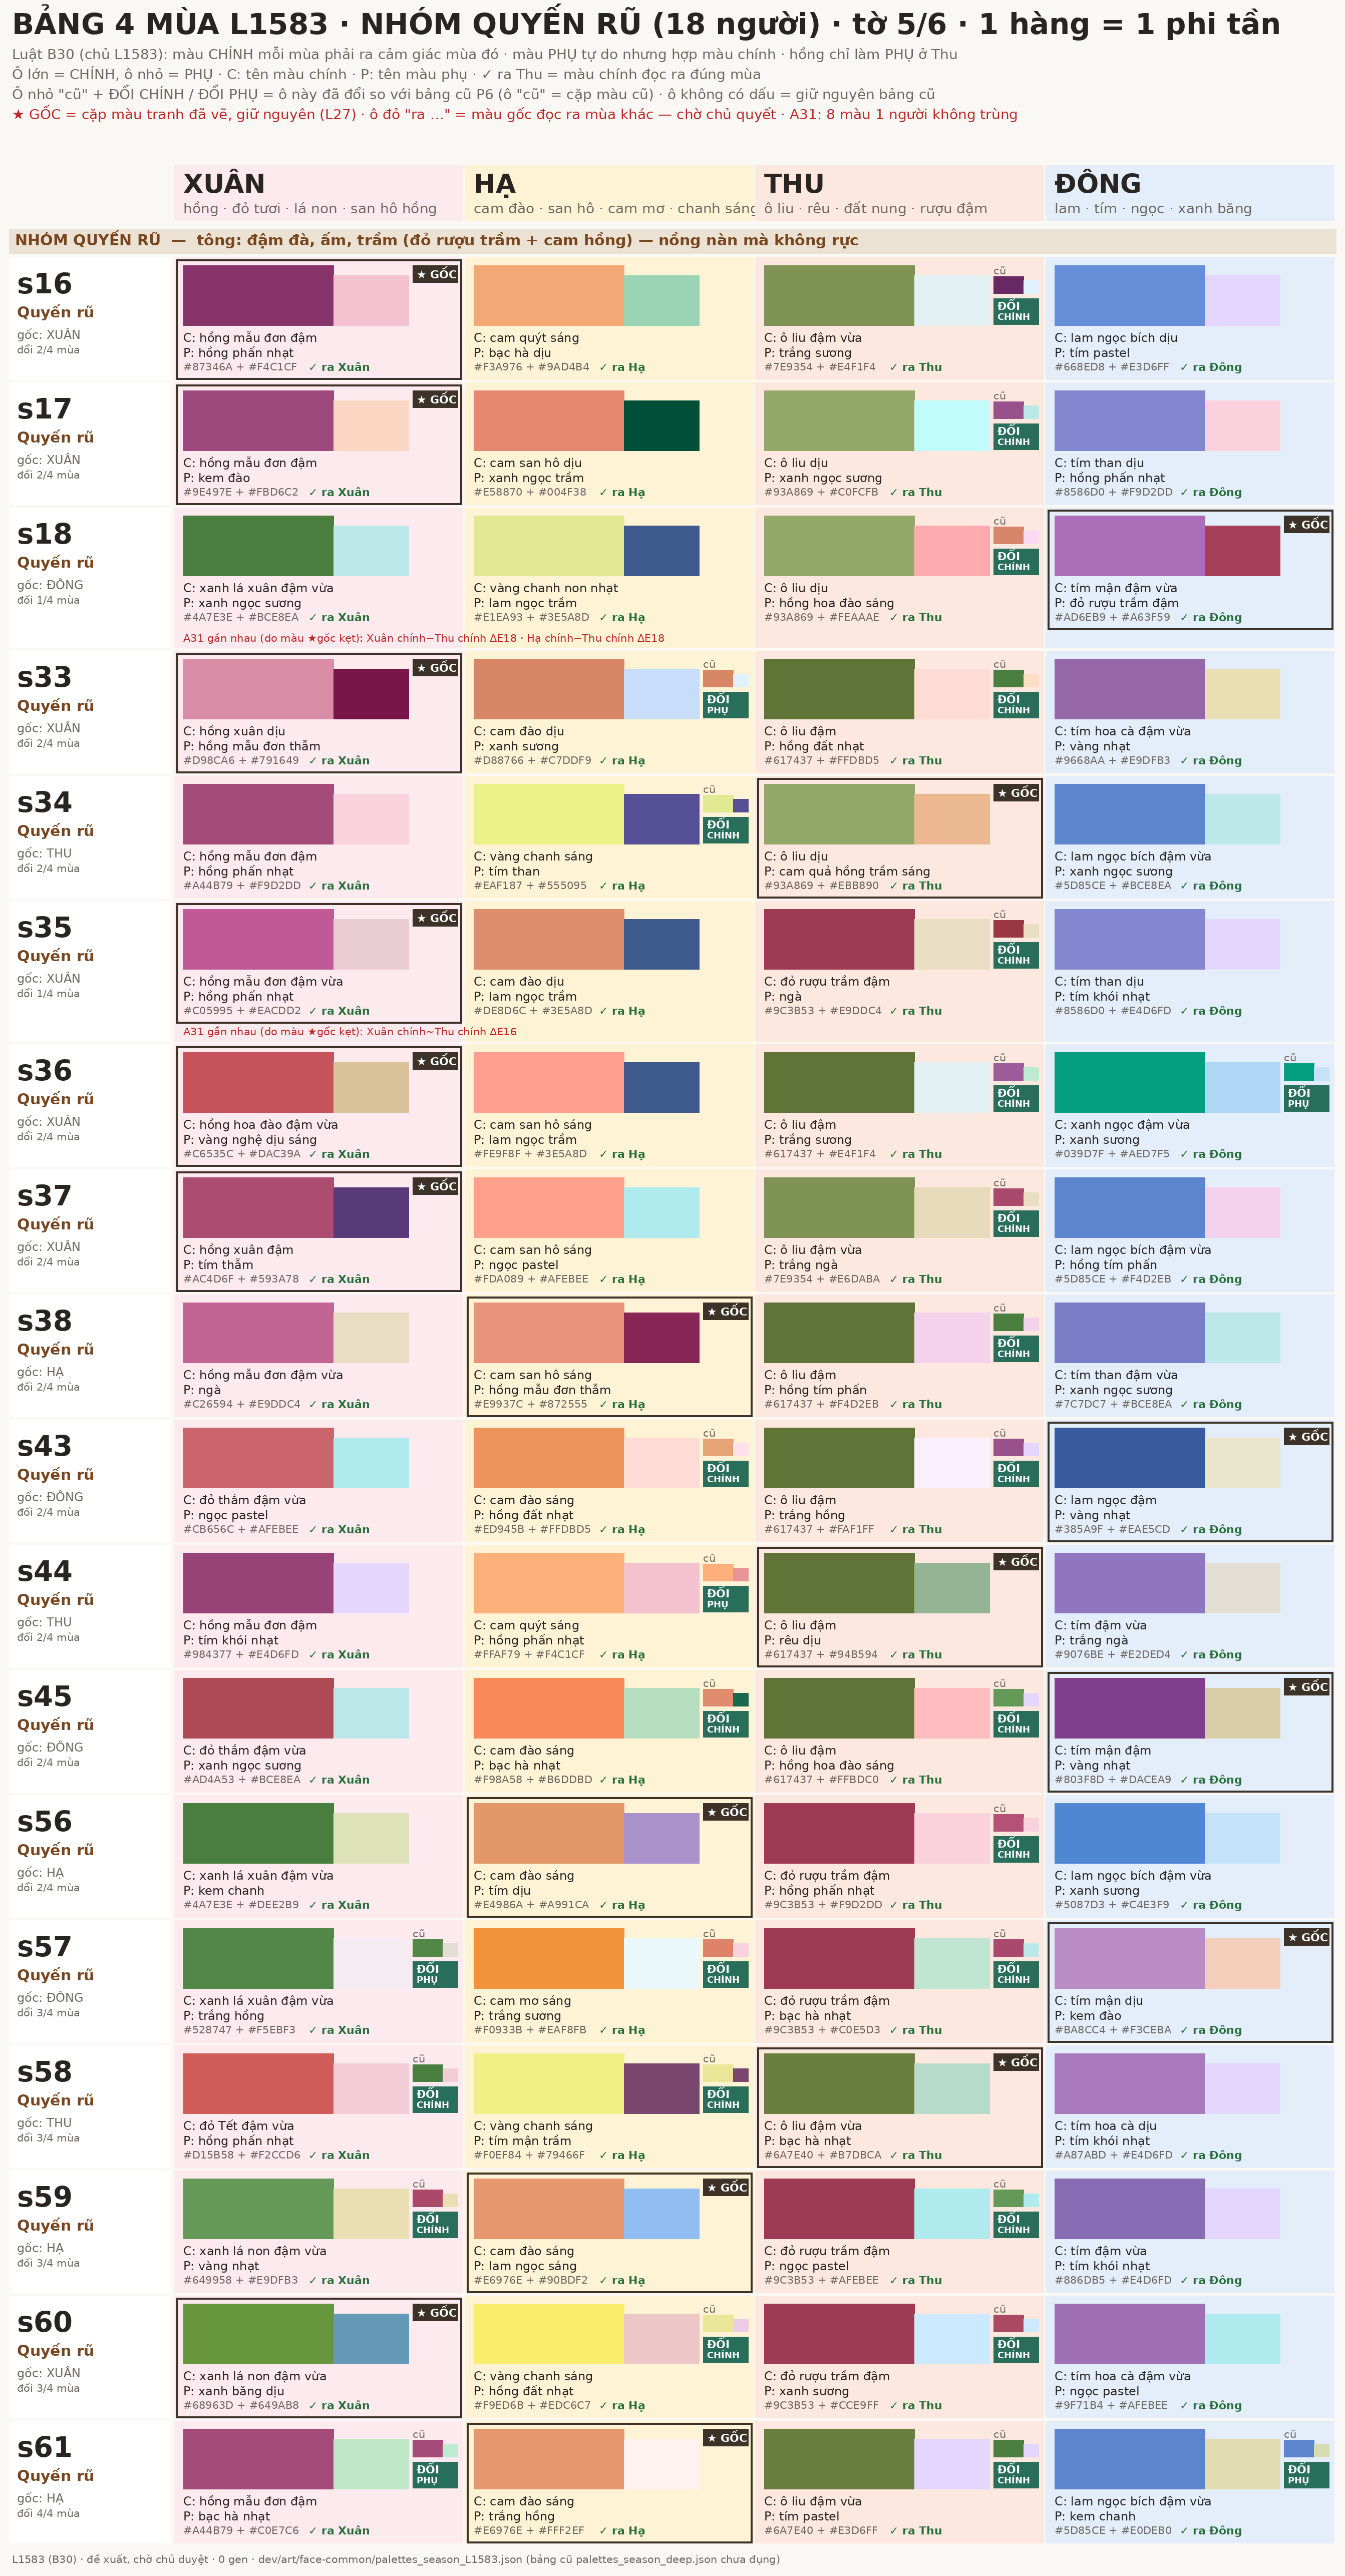 BẢNG 4 MÙA L1583 · NHÓM QUYẾN RŨ (18 người) · tờ 5/6 · 1 hàng = 1 phi tần
Luật B30 (chủ L1583): màu CHÍNH mỗi mùa phải ra cảm giác mùa đó · màu PHỤ tự do nhưng hợp màu chính · hồng chỉ làm PHỤ ở Thu
Ô lớn = CHÍNH, ô nhỏ = PHỤ · C: tên màu chính · P: tên màu phụ · ✓ ra Thu = màu chính đọc ra đúng mùa
Ô nhỏ "cũ" + ĐỔI CHÍNH / ĐỔI PHỤ = ô này đã đổi so với bảng cũ P6 (ô "cũ" = cặp màu cũ) · ô không có dấu = giữ nguyên bảng cũ
★ GỐC = cặp màu tranh đã vẽ, giữ nguyên (L27) · ô đỏ "ra ..." = màu gốc đọc ra mùa khác — chờ chủ quyết · A31: 8 màu 1 người không trùng
XUÂN HẠ THU ĐÔNG
hồng · đỏ tươi · lá non · san hô hồng cam đào · san hô · cam mơ · chanh sáng ô liu · rêu · đất nung · rượu đậm lam · tím · ngọc · xanh băng
NHÓM QUYẾN RŨ — tông: đậm đà, ấm, trầm (đỏ rượu trầm + cam hồng) — nồng nàn mà không rực
s16
Quyến rũ
gốc: XUÂN
đổi 2/4 mùa
★ GỐC
C: hồng mẫu đơn đậm
P: hồng phấn nhạt
#87346A + #F4C1CF ✓ ra Xuân
C: cam quýt sáng
P: bạc hà dịu
#F3A976 + #9AD4B4 ✓ ra Hạ
cũ
ĐỔI
CHÍNH
C: ô liu đậm vừa
P: trắng sương
#7E9354 + #E4F1F4 ✓ ra Thu
C: lam ngọc bích dịu
P: tím pastel
#668ED8 + #E3D6FF ✓ ra Đông
s17
Quyến rũ
gốc: XUÂN
đổi 2/4 mùa
★ GỐC
C: hồng mẫu đơn đậm
P: kem đào
#9E497E + #FBD6C2 ✓ ra Xuân
C: cam san hô dịu
P: xanh ngọc trầm
#E58870 + #004F38 ✓ ra Hạ
cũ
ĐỔI
CHÍNH
C: ô liu dịu
P: xanh ngọc sương
#93A869 + #C0FCFB ✓ ra Thu
C: tím than dịu
P: hồng phấn nhạt
#8586D0 + #F9D2DD ✓ ra Đông
s18
Quyến rũ
gốc: ĐÔNG
đổi 1/4 mùa
C: xanh lá xuân đậm vừa
P: xanh ngọc sương
#4A7E3E + #BCE8EA ✓ ra Xuân
C: vàng chanh non nhạt
P: lam ngọc trầm
#E1EA93 + #3E5A8D ✓ ra Hạ
cũ
ĐỔI
CHÍNH
C: ô liu dịu
P: hồng hoa đào sáng
#93A869 + #FEAAAE ✓ ra Thu
★ GỐC
C: tím mận đậm vừa
P: đỏ rượu trầm đậm
#AD6EB9 + #A63F59 ✓ ra Đông
A31 gần nhau (do màu ★gốc kẹt): Xuân chính~Thu chính ΔE18 · Hạ chính~Thu chính ΔE18
s33
Quyến rũ
gốc: XUÂN
đổi 2/4 mùa
★ GỐC
C: hồng xuân dịu
P: hồng mẫu đơn thẫm
#D98CA6 + #791649 ✓ ra Xuân
cũ
ĐỔI
PHỤ
C: cam đào dịu
P: xanh sương
#D88766 + #C7DDF9 ✓ ra Hạ
cũ
ĐỔI
CHÍNH
C: ô liu đậm
P: hồng đất nhạt
#617437 + #FFDBD5 ✓ ra Thu
C: tím hoa cà đậm vừa
P: vàng nhạt
#9668AA + #E9DFB3 ✓ ra Đông
s34
Quyến rũ
gốc: THU
đổi 2/4 mùa
C: hồng mẫu đơn đậm
P: hồng phấn nhạt
#A44B79 + #F9D2DD ✓ ra Xuân
cũ
ĐỔI
CHÍNH
C: vàng chanh sáng
P: tím than
#EAF187 + #555095 ✓ ra Hạ
★ GỐC
C: ô liu dịu
P: cam quả hồng trầm sáng
#93A869 + #EBB890 ✓ ra Thu
C: lam ngọc bích đậm vừa
P: xanh ngọc sương
#5D85CE + #BCE8EA ✓ ra Đông
s35
Quyến rũ
gốc: XUÂN
đổi 1/4 mùa
★ GỐC
C: hồng mẫu đơn đậm vừa
P: hồng phấn nhạt
#C05995 + #EACDD2 ✓ ra Xuân
C: cam đào dịu
P: lam ngọc trầm
#DE8D6C + #3E5A8D ✓ ra Hạ
cũ
ĐỔI
CHÍNH
C: đỏ rượu trầm đậm
P: ngà
#9C3B53 + #E9DDC4 ✓ ra Thu
C: tím than dịu
P: tím khói nhạt
#8586D0 + #E4D6FD ✓ ra Đông
A31 gần nhau (do màu ★gốc kẹt): Xuân chính~Thu chính ΔE16
s36
Quyến rũ
gốc: XUÂN
đổi 2/4 mùa
★ GỐC
C: hồng hoa đào đậm vừa
P: vàng nghệ dịu sáng
#C6535C + #DAC39A ✓ ra Xuân
C: cam san hô sáng
P: lam ngọc trầm
#FE9F8F + #3E5A8D ✓ ra Hạ
cũ
ĐỔI
CHÍNH
C: ô liu đậm
P: trắng sương
#617437 + #E4F1F4 ✓ ra Thu
cũ
ĐỔI
PHỤ
C: xanh ngọc đậm vừa
P: xanh sương
#039D7F + #AED7F5 ✓ ra Đông
s37
Quyến rũ
gốc: XUÂN
đổi 2/4 mùa
★ GỐC
C: hồng xuân đậm
P: tím thẫm
#AC4D6F + #593A78 ✓ ra Xuân
C: cam san hô sáng
P: ngọc pastel
#FDA089 + #AFEBEE ✓ ra Hạ
cũ
ĐỔI
CHÍNH
C: ô liu đậm vừa
P: trắng ngà
#7E9354 + #E6DABA ✓ ra Thu
C: lam ngọc bích đậm vừa
P: hồng tím phấn
#5D85CE + #F4D2EB ✓ ra Đông
s38
Quyến rũ
gốc: HẠ
đổi 2/4 mùa
C: hồng mẫu đơn đậm vừa
P: ngà
#C26594 + #E9DDC4 ✓ ra Xuân
★ GỐC
C: cam san hô sáng
P: hồng mẫu đơn thẫm
#E9937C + #872555 ✓ ra Hạ
cũ
ĐỔI
CHÍNH
C: ô liu đậm
P: hồng tím phấn
#617437 + #F4D2EB ✓ ra Thu
C: tím than đậm vừa
P: xanh ngọc sương
#7C7DC7 + #BCE8EA ✓ ra Đông
s43
Quyến rũ
gốc: ĐÔNG
đổi 2/4 mùa
C: đỏ thắm đậm vừa
P: ngọc pastel
#CB656C + #AFEBEE ✓ ra Xuân
cũ
ĐỔI
CHÍNH
C: cam đào sáng
P: hồng đất nhạt
#ED945B + #FFDBD5 ✓ ra Hạ
cũ
ĐỔI
CHÍNH
C: ô liu đậm
P: trắng hồng
#617437 + #FAF1FF ✓ ra Thu
★ GỐC
C: lam ngọc đậm
P: vàng nhạt
#385A9F + #EAE5CD ✓ ra Đông
s44
Quyến rũ
gốc: THU
đổi 2/4 mùa
C: hồng mẫu đơn đậm
P: tím khói nhạt
#984377 + #E4D6FD ✓ ra Xuân
cũ
ĐỔI
PHỤ
C: cam quýt sáng
P: hồng phấn nhạt
#FFAF79 + #F4C1CF ✓ ra Hạ
★ GỐC
C: ô liu đậm
P: rêu dịu
#617437 + #94B594 ✓ ra Thu
C: tím đậm vừa
P: trắng ngà
#9076BE + #E2DED4 ✓ ra Đông
s45
Quyến rũ
gốc: ĐÔNG
đổi 2/4 mùa
C: đỏ thắm đậm vừa
P: xanh ngọc sương
#AD4A53 + #BCE8EA ✓ ra Xuân
cũ
ĐỔI
CHÍNH
C: cam đào sáng
P: bạc hà nhạt
#F98A58 + #B6DDBD ✓ ra Hạ
cũ
ĐỔI
CHÍNH
C: ô liu đậm
P: hồng hoa đào sáng
#617437 + #FFBDC0 ✓ ra Thu
★ GỐC
C: tím mận đậm
P: vàng nhạt
#803F8D + #DACEA9 ✓ ra Đông
s56
Quyến rũ
gốc: HẠ
đổi 2/4 mùa
C: xanh lá xuân đậm vừa
P: kem chanh
#4A7E3E + #DEE2B9 ✓ ra Xuân
★ GỐC
C: cam đào sáng
P: tím dịu
#E4986A + #A991CA ✓ ra Hạ
cũ
ĐỔI
CHÍNH
C: đỏ rượu trầm đậm
P: hồng phấn nhạt
#9C3B53 + #F9D2DD ✓ ra Thu
C: lam ngọc bích đậm vừa
P: xanh sương
#5087D3 + #C4E3F9 ✓ ra Đông
s57
Quyến rũ
gốc: ĐÔNG
đổi 3/4 mùa
cũ
ĐỔI
PHỤ
C: xanh lá xuân đậm vừa
P: trắng hồng
#528747 + #F5EBF3 ✓ ra Xuân
cũ
ĐỔI
CHÍNH
C: cam mơ sáng
P: trắng sương
#F0933B + #EAF8FB ✓ ra Hạ
cũ
ĐỔI
CHÍNH
C: đỏ rượu trầm đậm
P: bạc hà nhạt
#9C3B53 + #C0E5D3 ✓ ra Thu
★ GỐC
C: tím mận dịu
P: kem đào
#BA8CC4 + #F3CEBA ✓ ra Đông
s58
Quyến rũ
gốc: THU
đổi 3/4 mùa
cũ
ĐỔI
CHÍNH
C: đỏ Tết đậm vừa
P: hồng phấn nhạt
#D15B58 + #F2CCD6 ✓ ra Xuân
cũ
ĐỔI
CHÍNH
C: vàng chanh sáng
P: tím mận trầm
#F0EF84 + #79466F ✓ ra Hạ
★ GỐC
C: ô liu đậm vừa
P: bạc hà nhạt
#6A7E40 + #B7DBCA ✓ ra Thu
C: tím hoa cà dịu
P: tím khói nhạt
#A87ABD + #E4D6FD ✓ ra Đông
s59
Quyến rũ
gốc: HẠ
đổi 3/4 mùa
cũ
ĐỔI
CHÍNH
C: xanh lá non đậm vừa
P: vàng nhạt
#649958 + #E9DFB3 ✓ ra Xuân
★ GỐC
C: cam đào sáng
P: lam ngọc sáng
#E6976E + #90BDF2 ✓ ra Hạ
cũ
ĐỔI
CHÍNH
C: đỏ rượu trầm đậm
P: ngọc pastel
#9C3B53 + #AFEBEE ✓ ra Thu
C: tím đậm vừa
P: tím khói nhạt
#886DB5 + #E4D6FD ✓ ra Đông
s60
Quyến rũ
gốc: XUÂN
đổi 3/4 mùa
★ GỐC
C: xanh lá non đậm vừa
P: xanh băng dịu
#68963D + #649AB8 ✓ ra Xuân
cũ
ĐỔI
CHÍNH
C: vàng chanh sáng
P: hồng đất nhạt
#F9ED6B + #EDC6C7 ✓ ra Hạ
cũ
ĐỔI
CHÍNH
C: đỏ rượu trầm đậm
P: xanh sương
#9C3B53 + #CCE9FF ✓ ra Thu
C: tím hoa cà đậm vừa
P: ngọc pastel
#9F71B4 + #AFEBEE ✓ ra Đông
s61
Quyến rũ
gốc: HẠ
đổi 4/4 mùa
cũ
ĐỔI
PHỤ
C: hồng mẫu đơn đậm
P: bạc hà nhạt
#A44B79 + #C0E7C6 ✓ ra Xuân
★ GỐC
C: cam đào sáng
P: trắng hồng
#E6976E + #FFF2EF ✓ ra Hạ
cũ
ĐỔI
CHÍNH
C: ô liu đậm vừa
P: tím pastel
#6A7E40 + #E3D6FF ✓ ra Thu
cũ
ĐỔI
PHỤ
C: lam ngọc bích đậm vừa
P: kem chanh
#5D85CE + #E0DEB0 ✓ ra Đông
L1583 (B30) · đề xuất, chờ chủ duyệt · 0 gen · dev/art/face-common/palettes_season_L1583.json (bảng cũ palettes_season_deep.json chưa đụng)